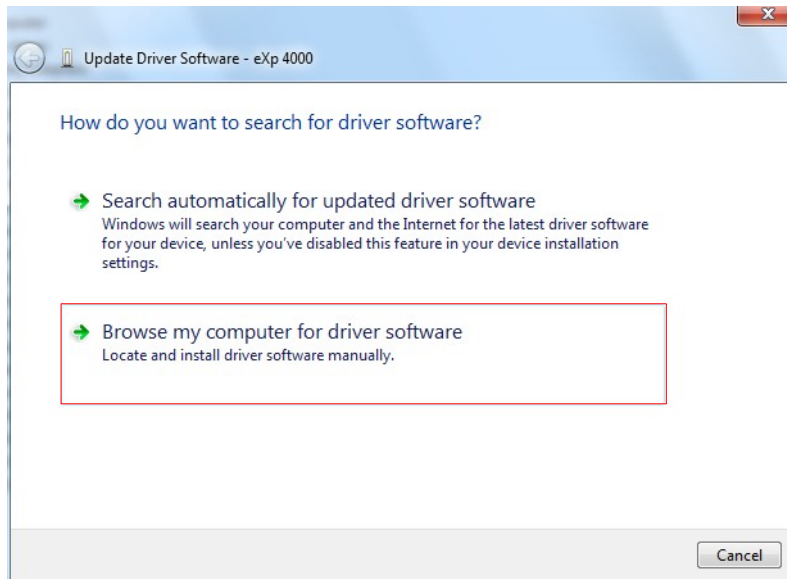 Update Driver Software - eXp 4000
How do you want to search for driver software?
Search automatically for updated driver software
Windows will search your computer and the Internet for the latest driver software
for your device, unless you've disabled this feature in your device installation
settings.
Browse my computer for driver software
Locate and install driver software manually.
Cancel